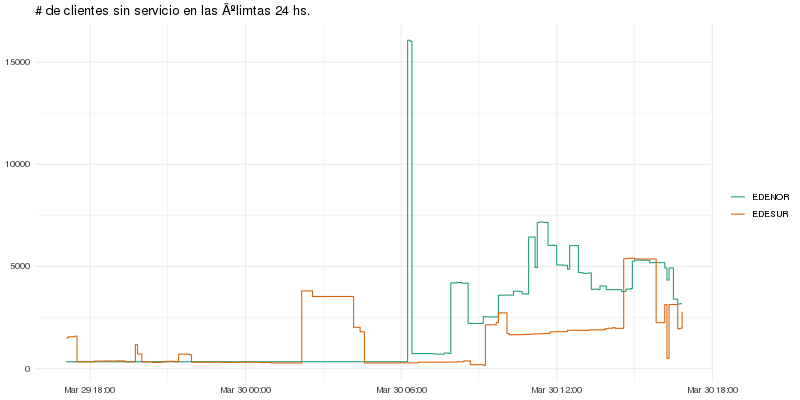 # de clientes sin servicio en las Ãºlimtas 24 hs.
15000
10000
5000
0
Mar 29 18:00 Mar 30 00:00 Mar 30 06:00 Mar 30 12:00 Mar 30 18:00
EDENOR
EDESUR